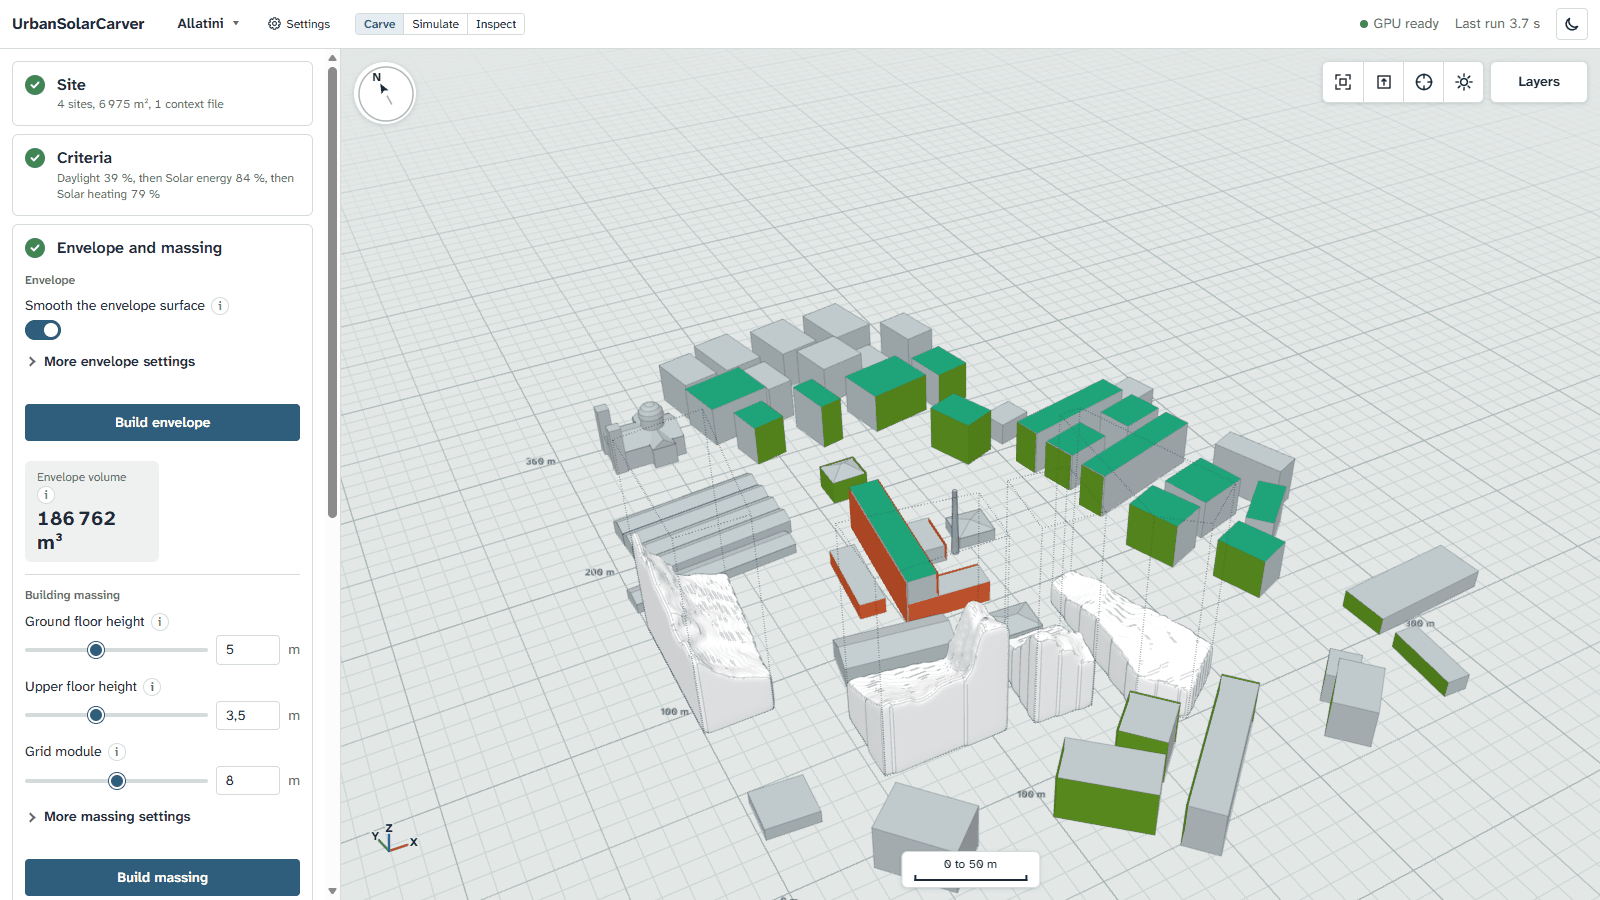 UrbanSolarCarver
Allatini
Settings
Carve
Simulate
Inspect
GPU ready
Last run 3.7 s
Site
4 sites, 6 975 m², 1 context file
Criteria
Daylight 39 %, then Solar energy 84 %, then
Solar heating 79 %
Envelope and massing
Envelope
Smooth the envelope surface
i
More envelope settings
Build envelope
Envelope volume
i
186 762
m³
Building massing
Ground floor height
i
5
m
Upper floor height
i
3,5
m
Grid module
i
8
m
More massing settings
Build massing
N
Layers
360 m
200 m
100 m
300 m
100 m
Z
Y
X
0 to 50 m